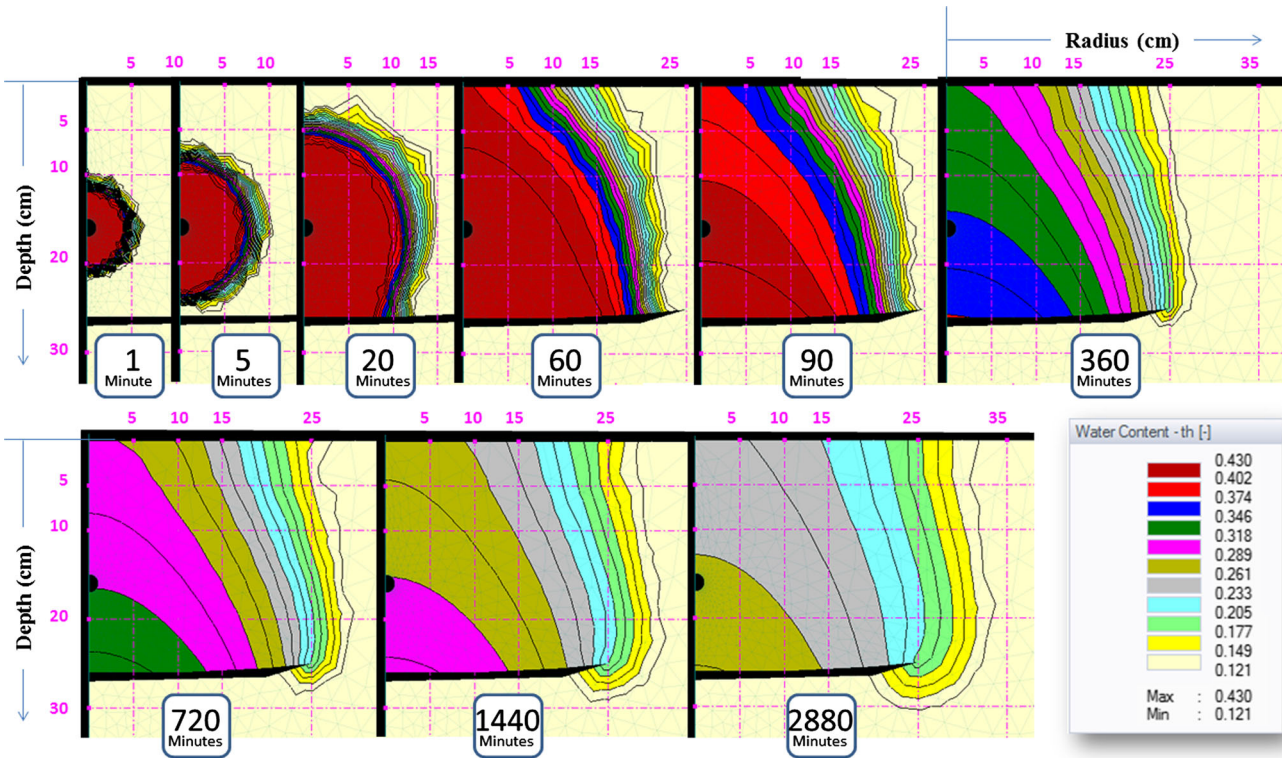 Radius (cm)
5 10 5 10 5 10 15 5 10 15 25 5 10 15 25 5 10 15 25 35
Depth (cm)
5
10
20
30
1
Minute
5
Minutes
20
Minutes
60
Minutes
90
Minutes
360
Minutes
5 10 15 25 5 10 15 25 5 10 15 25 35
Depth (cm)
5
10
20
30
720
Minutes
1440
Minutes
2880
Minutes
Water Content - th [-]
0.430
0.402
0.374
0.346
0.318
0.289
0.261
0.233
0.205
0.177
0.149
0.121
Max : 0.430
Min : 0.121